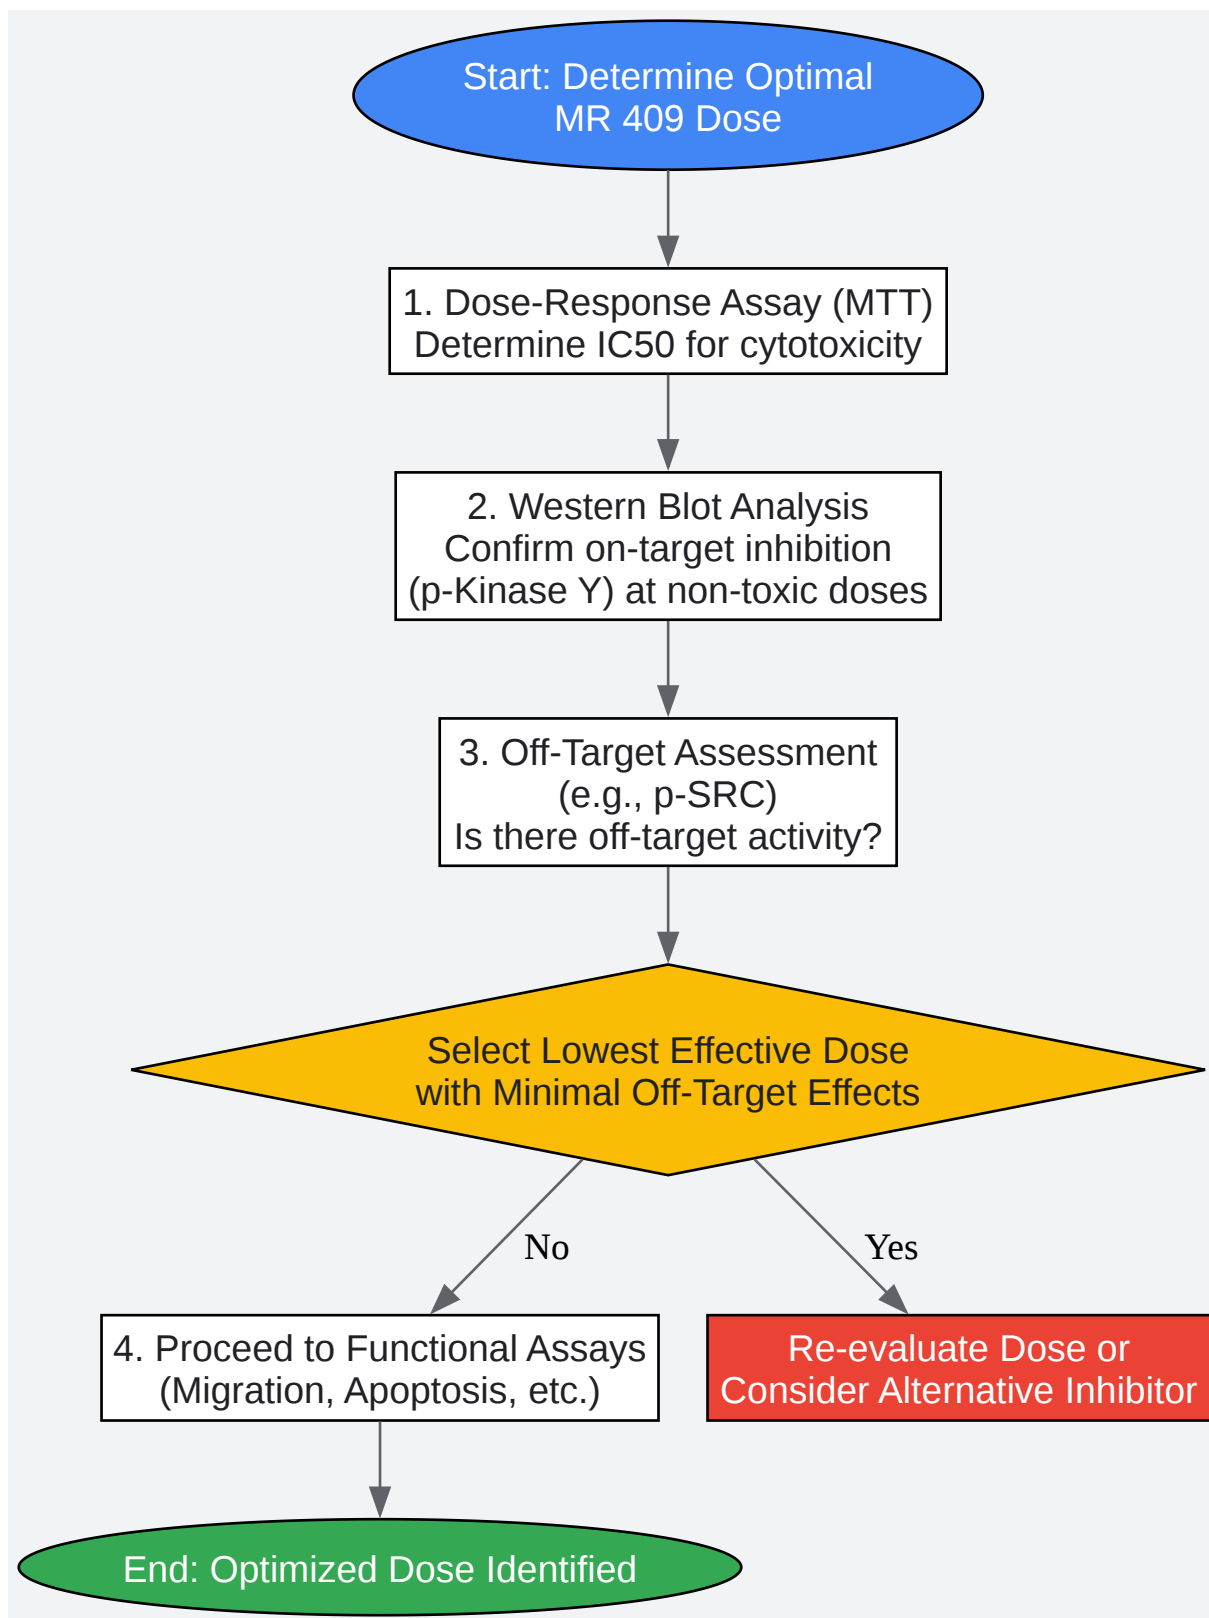 Start: Determine Optimal
MR 409 Dose
1. Dose-Response Assay (MTT)
Determine IC50 for cytotoxicity
2. Western Blot Analysis
Confirm on-target inhibition
(p-Kinase Y) at non-toxic doses
3. Off-Target Assessment
(e.g., p-SRC)
Is there off-target activity?
Select Lowest Effective Dose
with Minimal Off-Target Effects
No
Yes
4. Proceed to Functional Assays
(Migration, Apoptosis, etc.)
Re-evaluate Dose or
Consider Alternative Inhibitor
End: Optimized Dose Identified